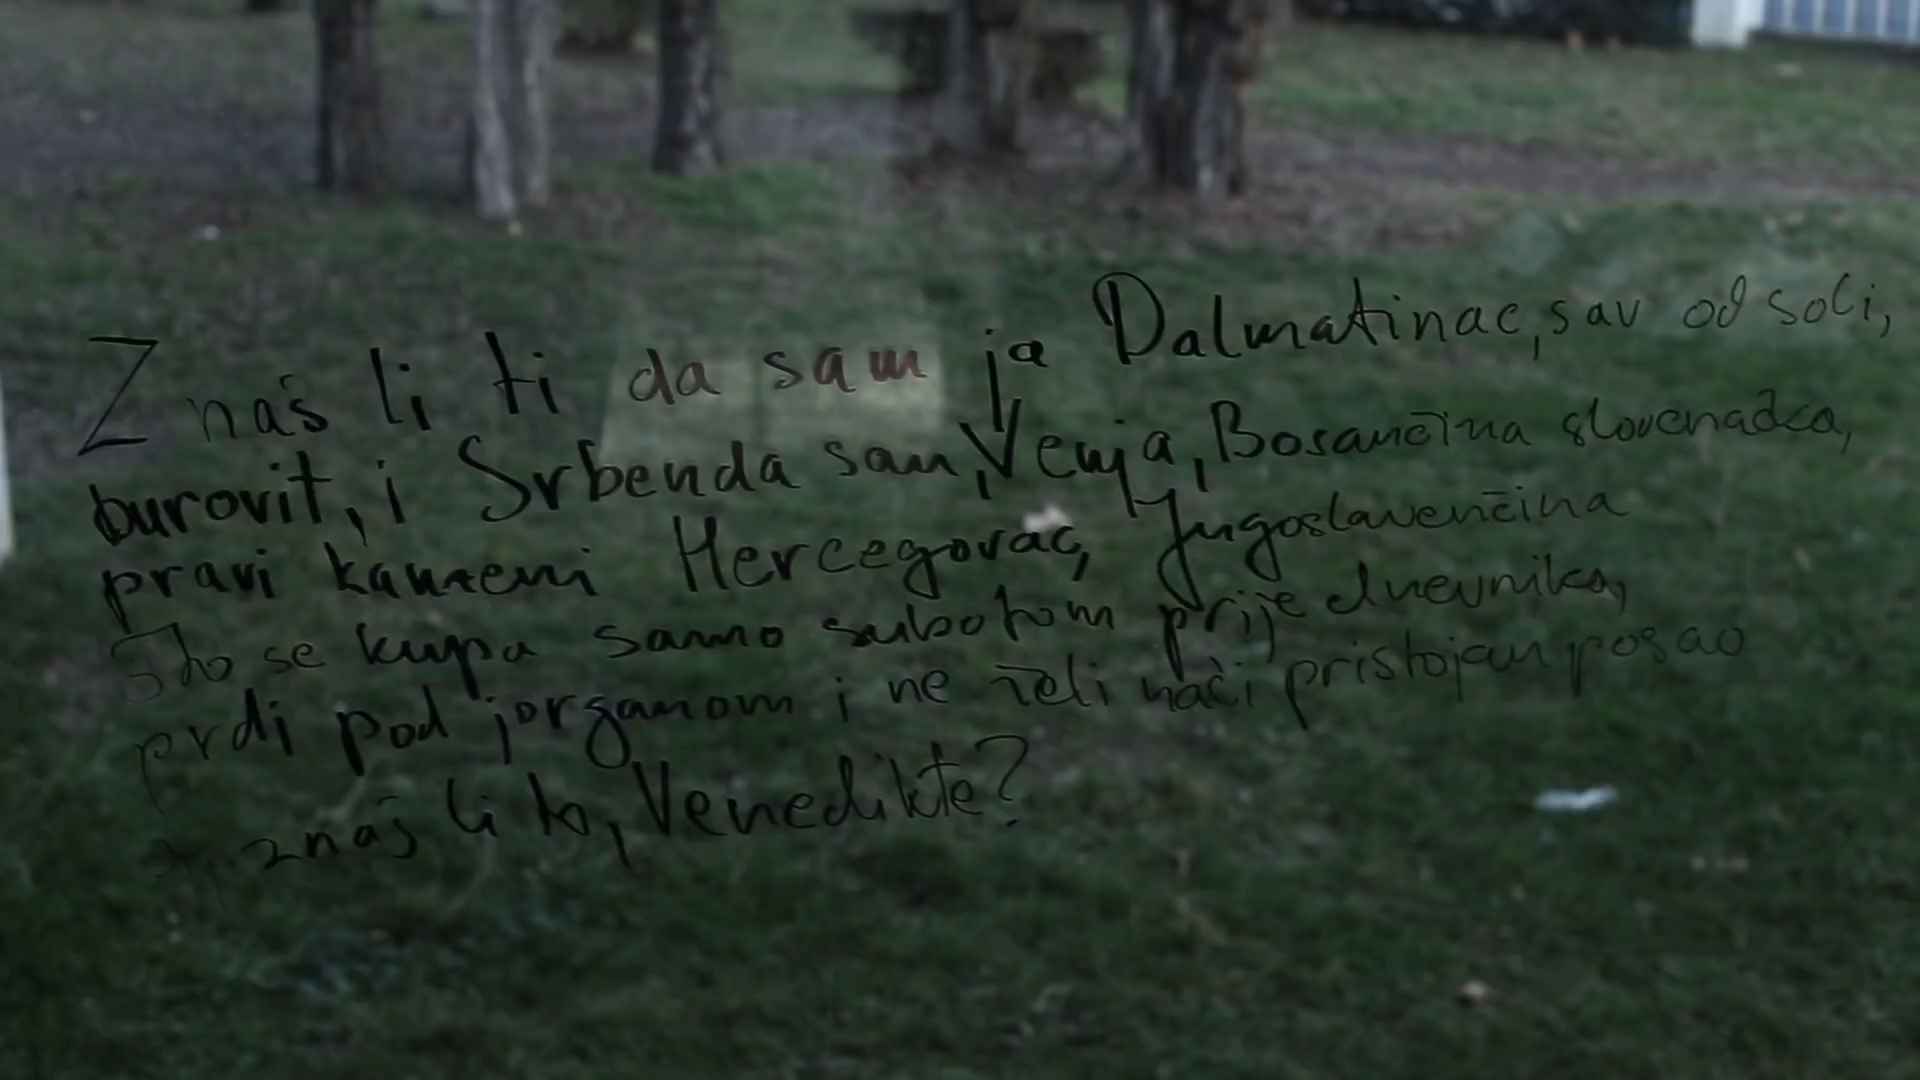 Znaš li ti da sam ja Dalmatinac, sav od soli,
burovit, i Srbenda sam, Venja, Bosančina slovenačka,
pravi kameni Hercegovac, Jugoslavenčina
što se kupa samo subotom prije dnevnika,
prdi pod jorganom i ne želi naći pristojan posao
znaš li to, Venedikte?